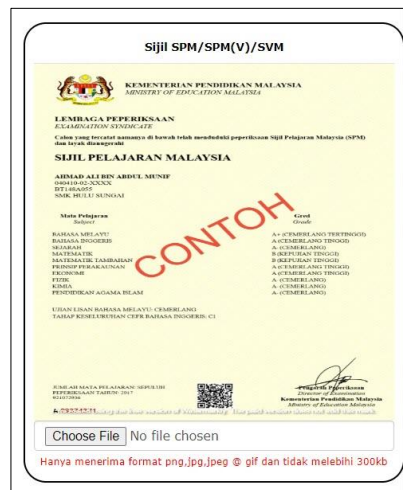 Sijil SPM/SPM(V)/SVM
KEMENTERIAN PENDIDIKAN MALAYSIA
MINISTRY OF EDUCATION MALAYSIA
LEMBAGA PEPERIKSAAN
EXAMINATION SYNDICATE
Calon yang tercatat namanya di bawah telah menduduki peperiksaan Sijil Pelajaran Malaysia (SPM)
dan layak dianugerahi
SIJIL PELAJARAN MALAYSIA
AHMAD ALI BIN ABDUL MUNIF
040410-02-XXXX
BT148A055
SMK HULU SUNGAI
Mata Pelajaran Gred
Subject Grade
BAHASA MELAYU A+ (CEMERLANG TERTINGGI)
BAHASA INGGERIS A (CEMERLANG TINGGI)
SEJARAH A- (CEMERLANG)
MATEMATIK B (KEPUJIAN TINGGI)
MATEMATIK TAMBAHAN B (KEPUJIAN TINGGI)
PRINSIP PERAKAUNAN A (CEMERLANG TINGGI)
EKONOMI A (CEMERLANG TINGGI)
FIZIK A- (CEMERLANG)
KIMIA A- (CEMERLANG)
PENDIDIKAN AGAMA ISLAM A- (CEMERLANG)
CONTOH
UJIAN LISAN BAHASA MELAYU: CEMERLANG
TAHAP KESELURUHAN CEFR BAHASA INGGERIS: C1
JUMLAH MATA PELAJARAN: SEPULUH
PEPERIKSAAN TAHUN: 2017
Pengarah Peperiksaan
Director of Examination
Kementerian Pendidikan Malaysia
Ministry of Education Malaysia
Choose File No file chosen
Hanya menerima format png,jpg,jpeg @ gif dan tidak melebihi 300kb